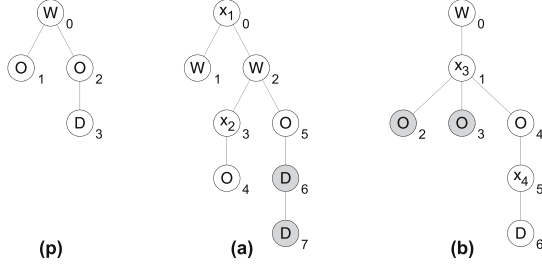 W 0
O 1
O 2
D 3
(p)
x1 0
W 1
W 2
x2 3
O 5
O 4
D 6
D 7
(a)
W 0
x3 1
O 2
O 3
O 4
x4 5
D 6
(b)